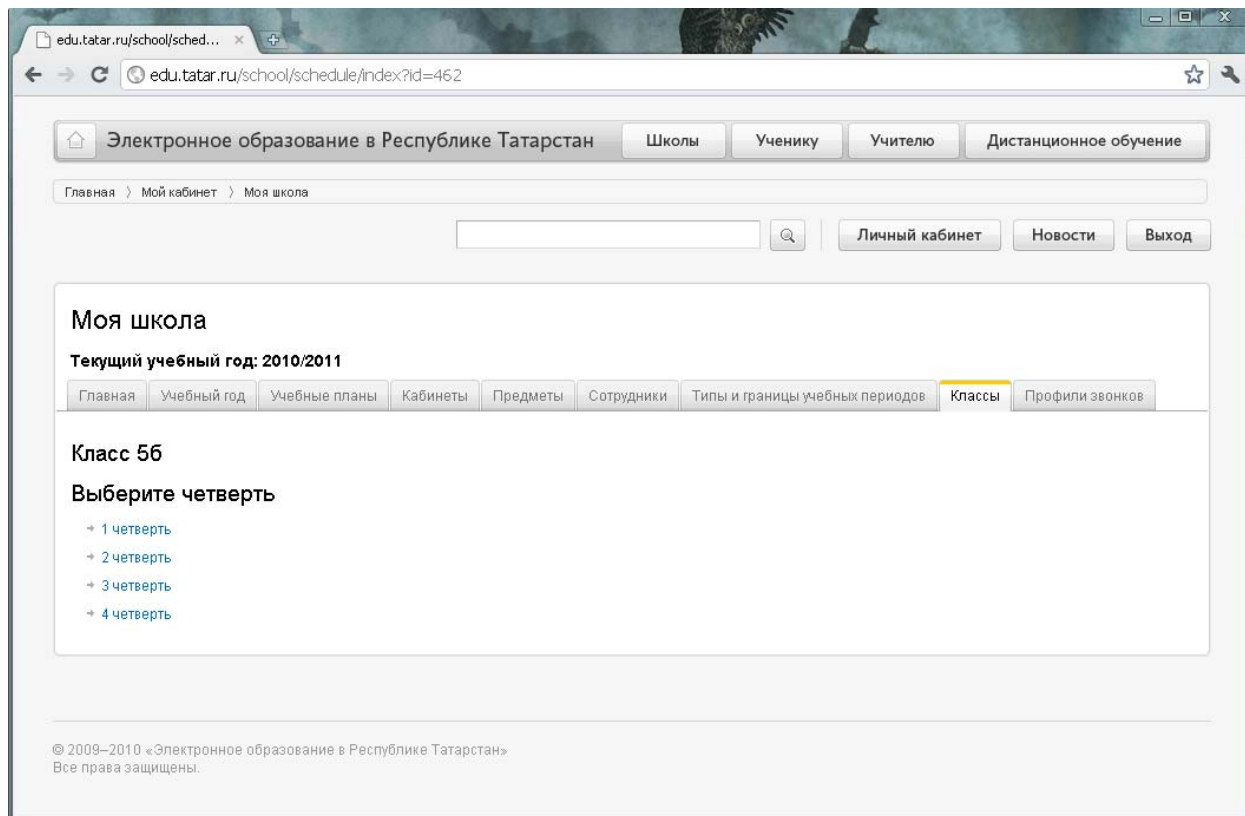 edu.tatar.ru/school/sched...
edu.tatar.ru/school/schedule/index?id=462
Электронное образование в Республике Татарстан Школы Ученику Учителю Дистанционное обучение
Главная 〉 Мой кабинет 〉 Моя школа
Личный кабинет Новости Выход
Моя школа
Текущий учебный год: 2010/2011
Главная Учебный год Учебные планы Кабинеты Предметы Сотрудники Типы и границы учебных периодов Классы Профили звонков
Класс 5б
Выберите четверть
1 четверть
2 четверть
3 четверть
4 четверть
© 2009–2010 «Электронное образование в Республике Татарстан»
Все права защищены.